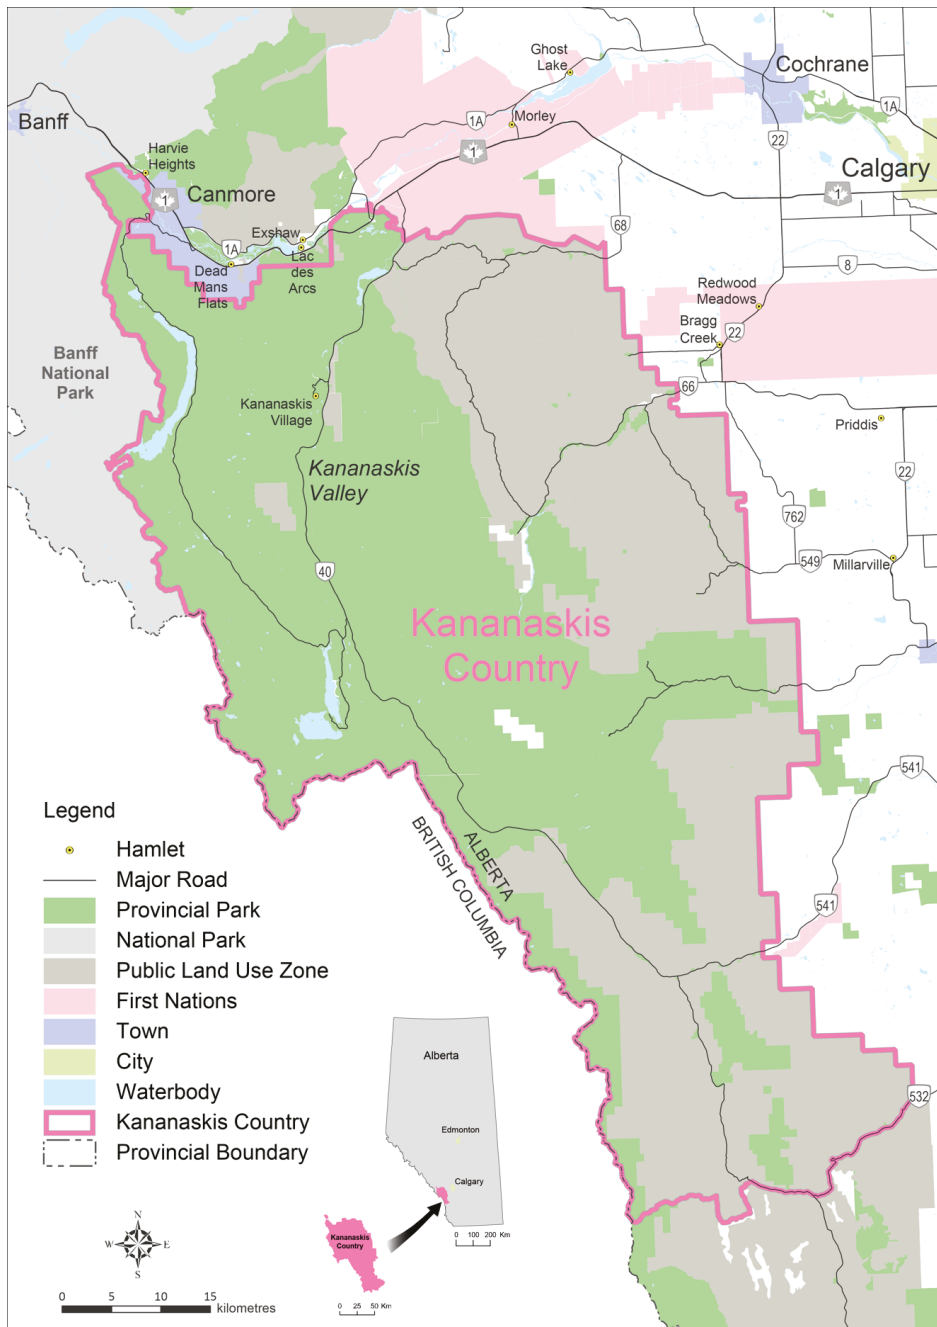 Ghost
Lake
Cochrane
Banff
1A
Morley
1A
Harvie
Heights
22
1
Calgary
1
Canmore
1
68
Exshaw
1A
Lac
des
Arcs
Dead
Mans
Flats
8
Redwood
Meadows
Bragg
Creek
22
Banff
National
Park
66
Kananaskis
Village
Priddis
Kananaskis
Valley
22
762
549
Millarville
40
Kananaskis
Country
541
Legend
Hamlet
Major Road
Provincial Park
National Park
Public Land Use Zone
First Nations
Town
City
Waterbody
Kananaskis Country
Provincial Boundary
ALBERTA
BRITISH COLUMBIA
541
532
Alberta
Edmonton
Calgary
0 100 200 Km
Kananaskis
Country
0 25 50 Km
N
W E
S
0 5 10 15
kilometres